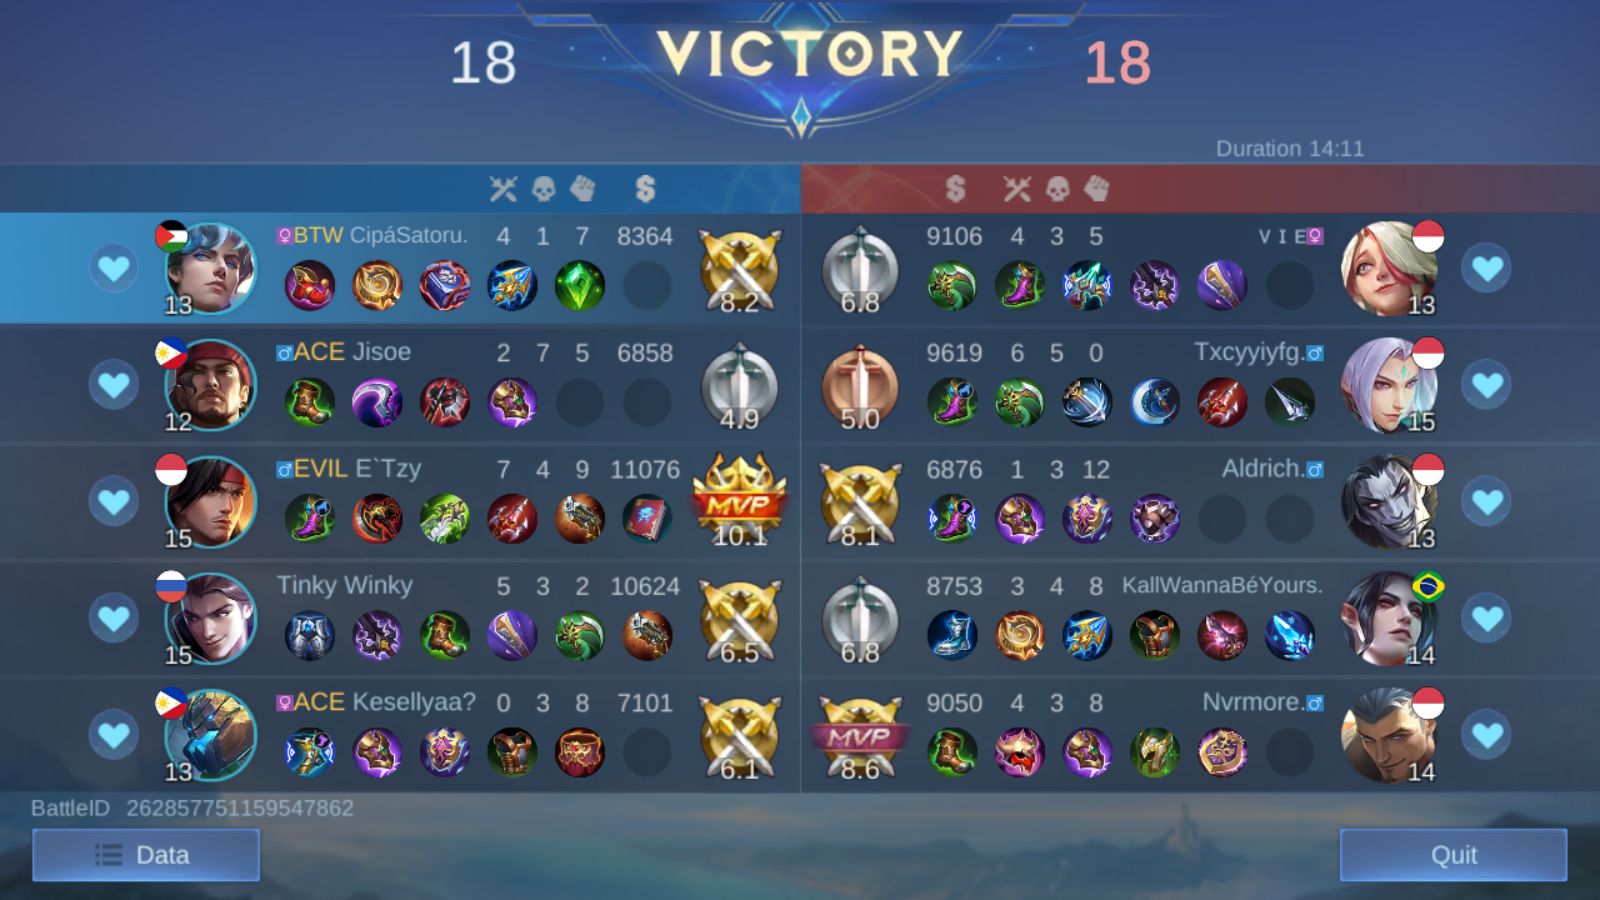 18 VICTORY 18
Duration 14:11
BTW CipáSatoru. 4 1 7 8364
13 8.2
6.8 9106 4 3 5 V I E
13
ACE Jisoe 2 7 5 6858
12 4.9
5.0 9619 6 5 0 Txcyyiyfg.
15
EVIL E`Tzy 7 4 9 11076
15 MVP 10.1
8.1 6876 1 3 12 Aldrich.
13
Tinky Winky 5 3 2 10624
15 6.5
6.8 8753 3 4 8 KallWannaBéYours.
14
ACE Kesellyaa? 0 3 8 7101
13 6.1
MVP 8.6 9050 4 3 8 Nvrmore.
14
BattleID 262857751159547862
Data
Quit